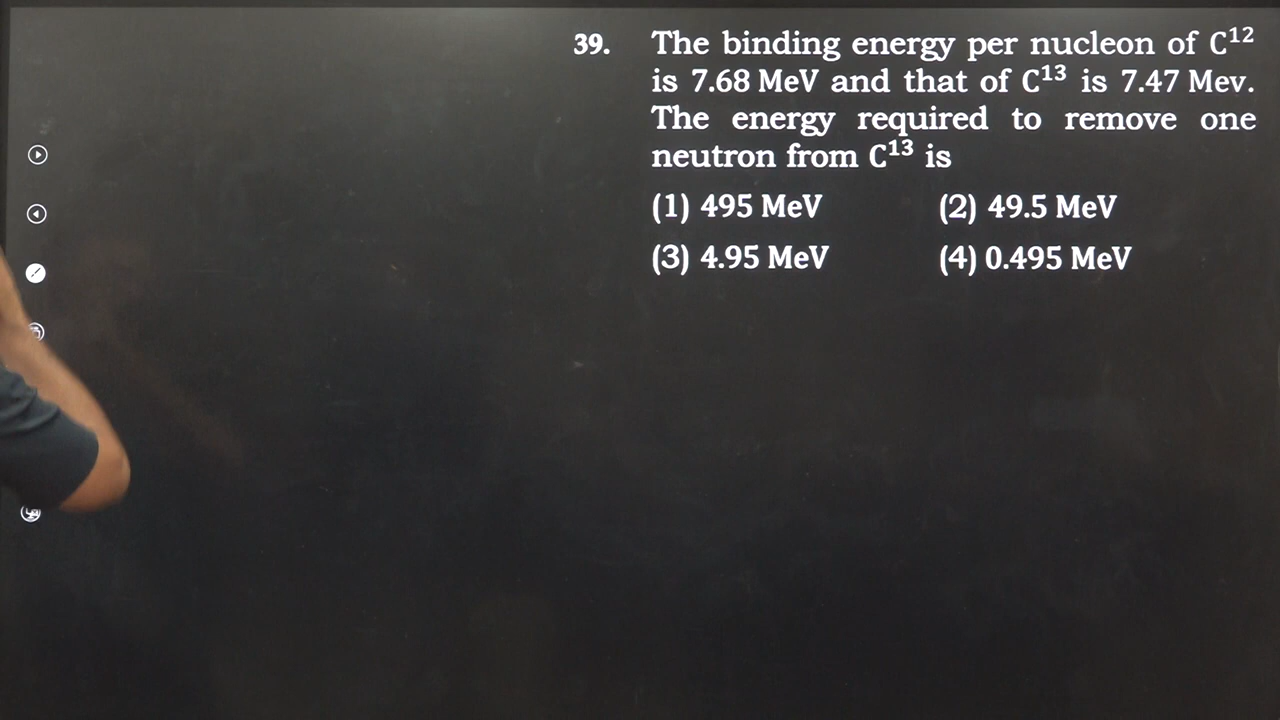 39. The binding energy per nucleon of C¹²
is 7.68 MeV and that of C¹³ is 7.47 Mev.
The energy required to remove one
neutron from C¹³ is
(1) 495 MeV (2) 49.5 MeV
(3) 4.95 MeV (4) 0.495 MeV